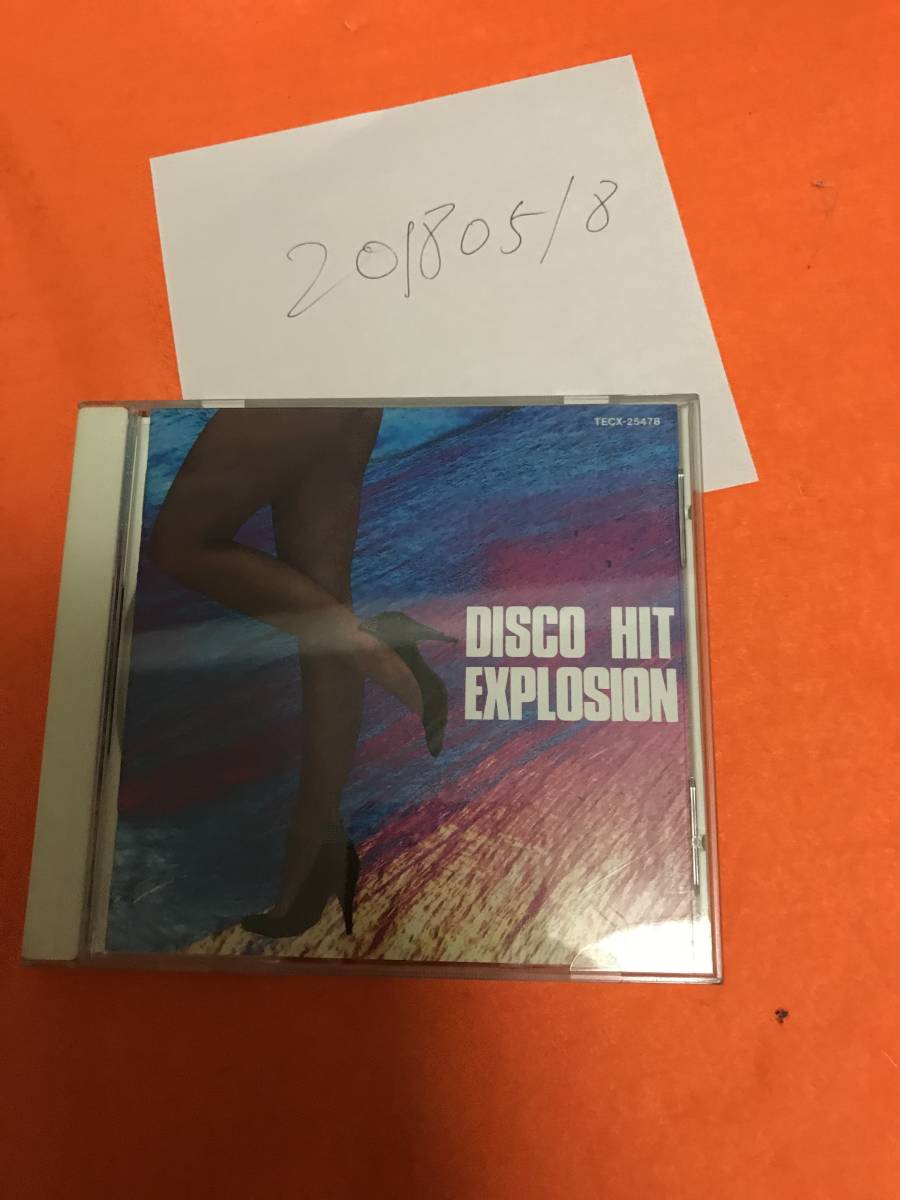 20180518
TECX-25478
DISCO HIT
EXPLOSION